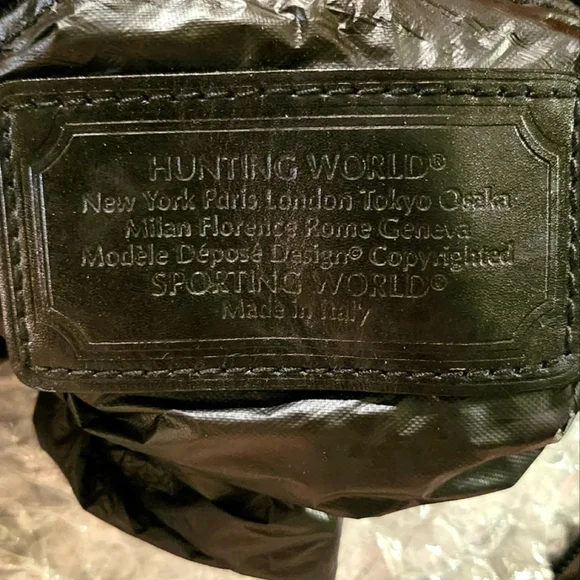 HUNTING WORLD®
New York Paris London Tokyo Osaka
Milan Florence Rome Geneva
Modèle Déposé Design© Copyrighted
SPORTING WORLD®
Made in Italy